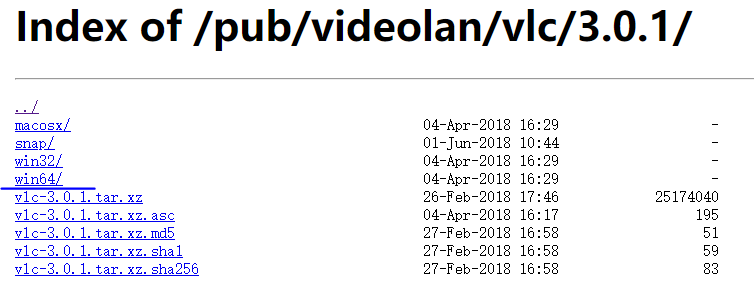 Index of /pub/videolan/vlc/3.0.1/
../
macosx/ 04-Apr-2018 16:29 -
snap/ 01-Jun-2018 10:44 -
win32/ 04-Apr-2018 16:29 -
win64/ 04-Apr-2018 16:29 -
vlc-3.0.1.tar.xz 26-Feb-2018 17:46 25174040
vlc-3.0.1.tar.xz.asc 04-Apr-2018 16:17 195
vlc-3.0.1.tar.xz.md5 27-Feb-2018 16:58 51
vlc-3.0.1.tar.xz.sha1 27-Feb-2018 16:58 59
vlc-3.0.1.tar.xz.sha256 27-Feb-2018 16:58 83